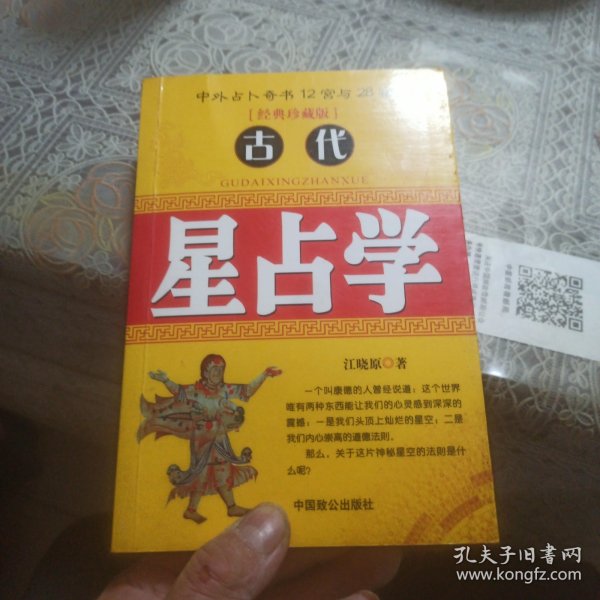 中外占卜奇书12宫与28
[经典珍藏版]
古代
GUDAIXINGZHANXUE
星占学
江晓原 著
一个叫康德的人曾经说道：这个世界
唯有两种东西能让我们的心灵感到深深的
震撼：一是我们头顶上灿烂的星空；二是
我们内心崇高的道德法则。
那么，关于这片神秘星空的法则是什
么呢？
中国致公出版社
孔夫子旧书网
www.kongfz.com